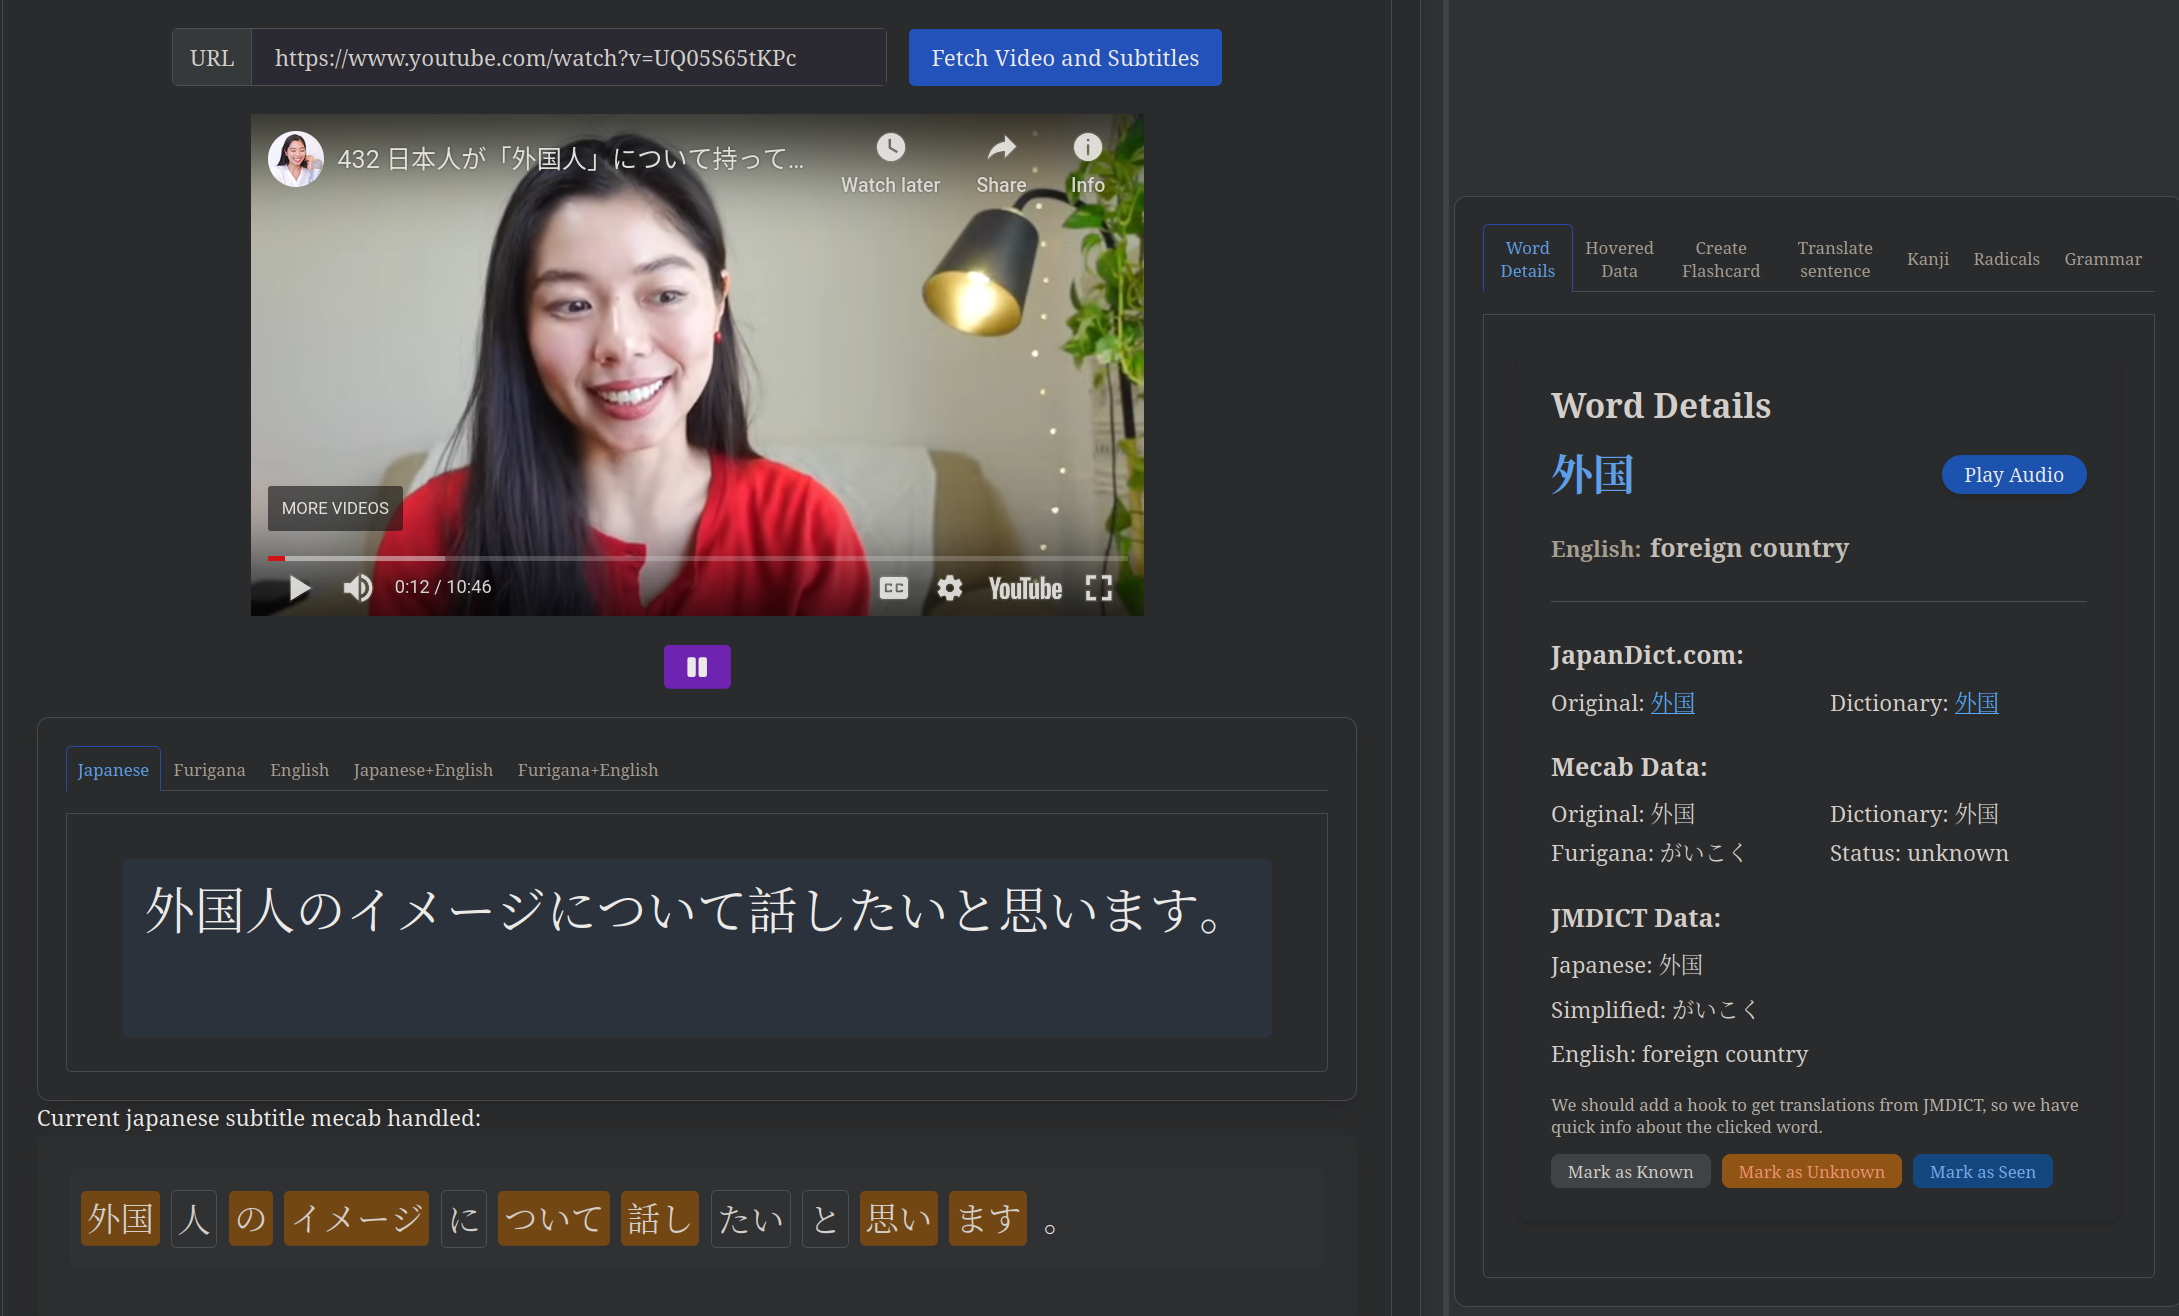 URL
https://www.youtube.com/watch?v=UQ05S65tKPc
Fetch Video and Subtitles
432 日本人が「外国人」について持って...
Watch later
Share
Info
MORE VIDEOS
0:12 / 10:46
CC
YouTube
Japanese
Furigana
English
Japanese+English
Furigana+English
外国人のイメージについて話したいと思います。
Current japanese subtitle mecab handled:
外国 人 の イメージ に ついて 話し たい と 思い ます 。
Word Details
Hovered Data
Create Flashcard
Translate sentence
Kanji
Radicals
Grammar
Word Details
外国
Play Audio
English: foreign country
JapanDict.com:
Original: 外国
Dictionary: 外国
Mecab Data:
Original: 外国
Dictionary: 外国
Furigana: がいこく
Status: unknown
JMDICT Data:
Japanese: 外国
Simplified: がいこく
English: foreign country
We should add a hook to get translations from JMDICT, so we have
quick info about the clicked word.
Mark as Known
Mark as Unknown
Mark as Seen